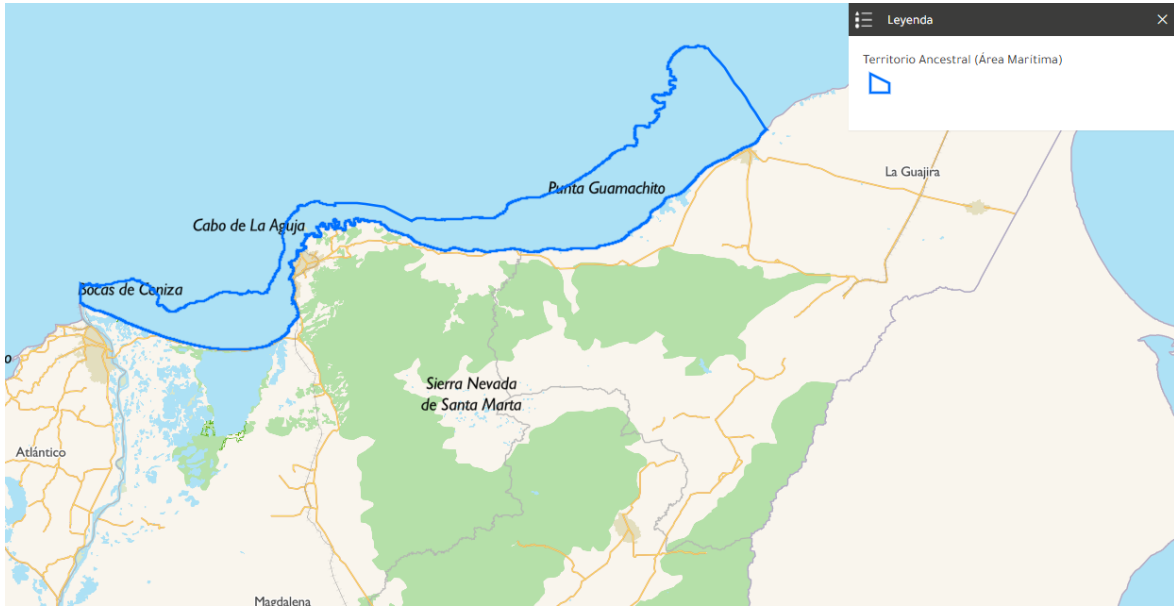 Leyenda
Territorio Ancestral (Área Marítima)
La Guajira
Punta Guamachito
Cabo de La Aguja
Bocas de Ceniza
Sierra Nevada
de Santa Marta
o
Atlántico
Magdalena